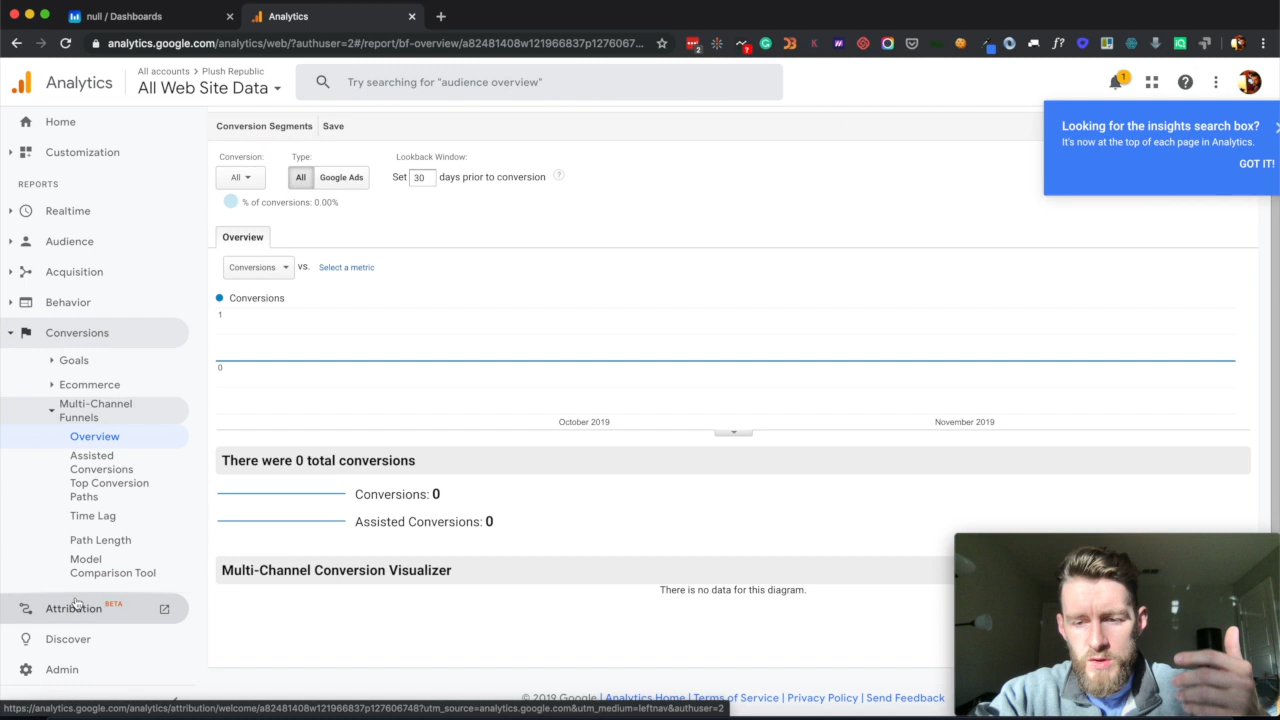 null / Dashboards
Analytics
analytics.google.com/analytics/web/?authuser=2#/report/bf-overview/a82481408w121966837p1276067...
Analytics
All accounts > Plush Republic
All Web Site Data
Try searching for "audience overview"
1
Home
Customization
REPORTS
Realtime
Audience
Acquisition
Behavior
Conversions
Goals
Ecommerce
Multi-Channel
Funnels
Overview
Assisted
Conversions
Top Conversion
Paths
Time Lag
Path Length
Model
Comparison Tool
Attribution BETA
Discover
Admin
Conversion Segments Save
Conversion: Type: Lookback Window:
All All Google Ads Set 30 days prior to conversion ?
% of conversions: 0.00%
Overview
Conversions VS. Select a metric
Conversions
1
0
October 2019 November 2019
There were 0 total conversions
Conversions: 0
Assisted Conversions: 0
Multi-Channel Conversion Visualizer
There is no data for this diagram.
Looking for the insights search box?
It's now at the top of each page in Analytics.
GOT IT!
© 2019 Google | Analytics Home | Terms of Service | Privacy Policy | Send Feedback
https://analytics.google.com/analytics/attribution/welcome/a82481408w121966837p127606748?utm_source=analytics.google.com&utm_medium=leftnav&authuser=2